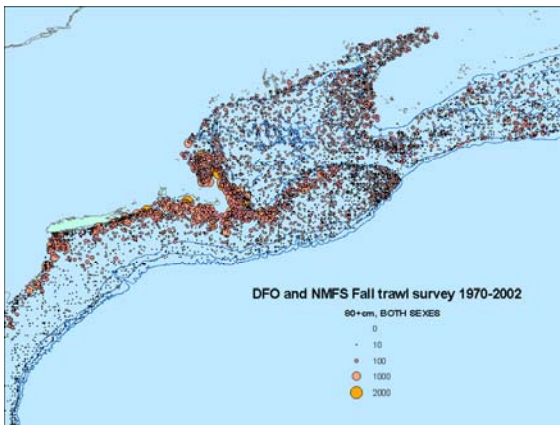 DFO and NMFS Fall trawl survey 1970-2002
80+cm, BOTH SEXES
0
10
100
1000
2000